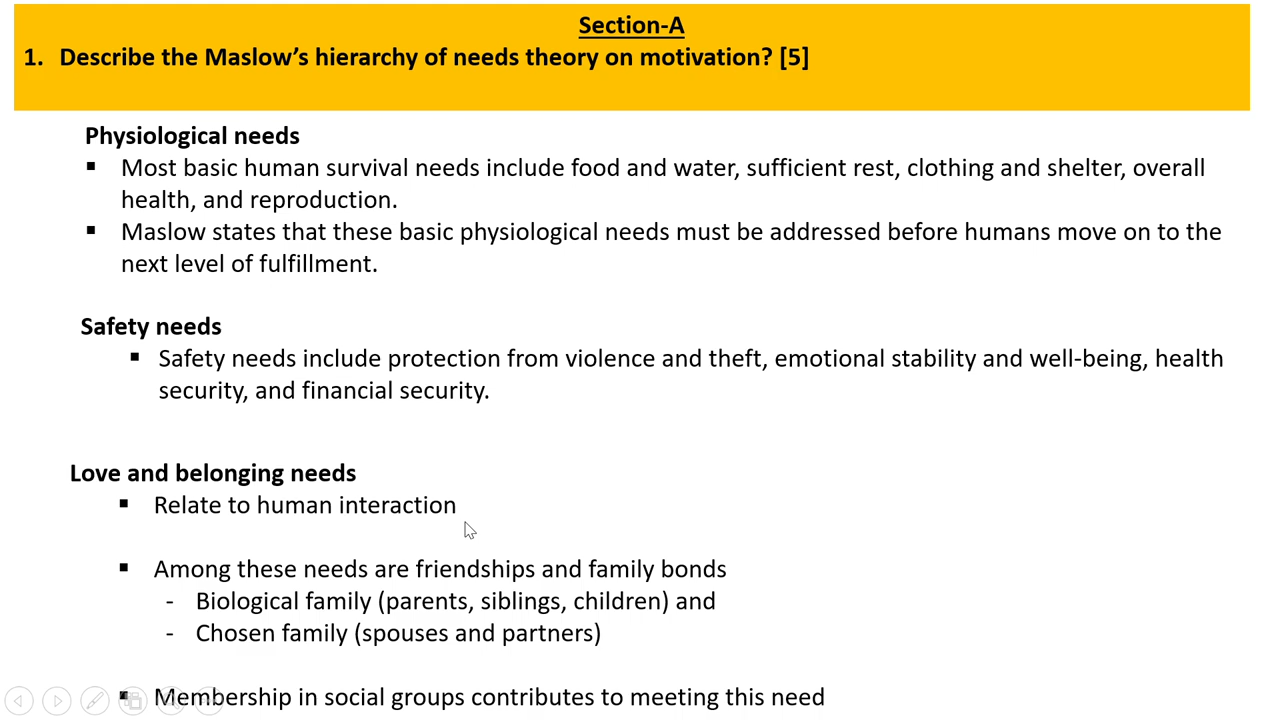 Section-A
1. Describe the Maslow's hierarchy of needs theory on motivation? [5]
Physiological needs
▪ Most basic human survival needs include food and water, sufficient rest, clothing and shelter, overall
health, and reproduction.
▪ Maslow states that these basic physiological needs must be addressed before humans move on to the
next level of fulfillment.
Safety needs
▪ Safety needs include protection from violence and theft, emotional stability and well-being, health
security, and financial security.
Love and belonging needs
▪ Relate to human interaction
▪ Among these needs are friendships and family bonds
- Biological family (parents, siblings, children) and
- Chosen family (spouses and partners)
▪ Membership in social groups contributes to meeting this need